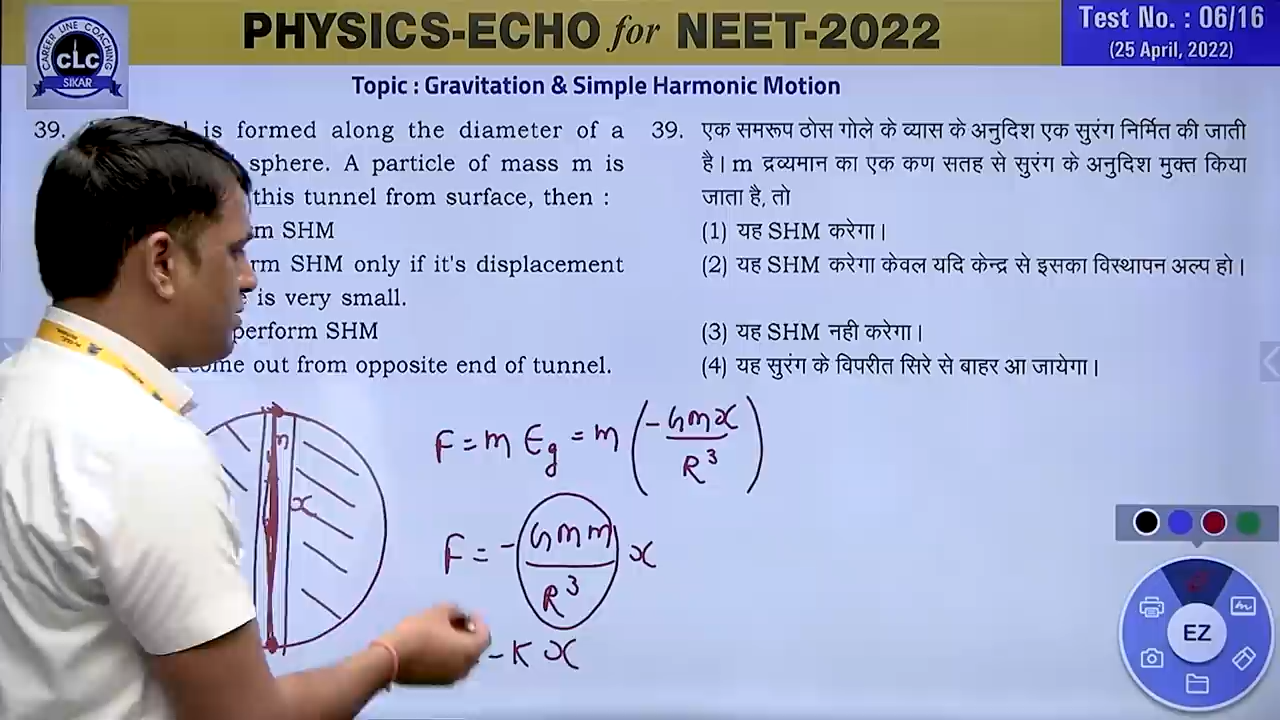 PHYSICS-ECHO for NEET-2022
Test No. : 06/16
(25 April, 2022)
CAREER LINE COACHING
CLC
SIKAR
Topic : Gravitation & Simple Harmonic Motion
39. is formed along the diameter of a
sphere. A particle of mass m is
this tunnel from surface, then :
SHM
SHM only if it's displacement
is very small.
perform SHM
come out from opposite end of tunnel.
39. एक समरूप ठोस गोले के व्यास के अनुदिश एक सुरंग निर्मित की जाती
है। m द्रव्यमान का एक कण सतह से सुरंग के अनुदिश मुक्त किया
जाता है, तो
(1) यह SHM करेगा।
(2) यह SHM करेगा केवल यदि केन्द्र से इसका विस्थापन अल्प हो।
(3) यह SHM नही करेगा।
(4) यह सुरंग के विपरीत सिरे से बाहर आ जायेगा।
m
x
F = m Eg = m (-GMx/R³)
F = -GMm/R³ x
-Kx
EZ